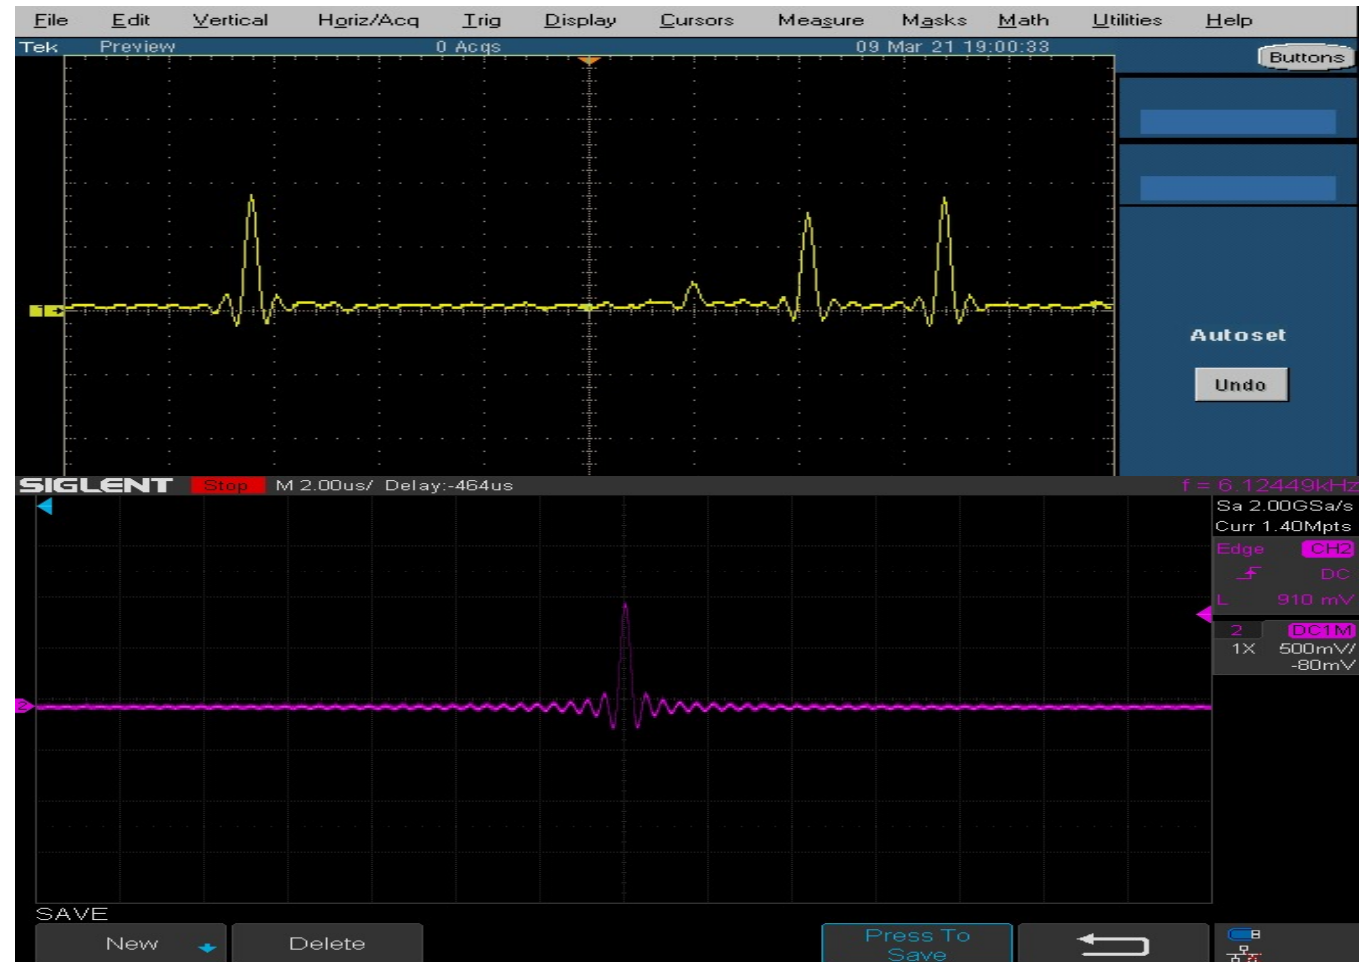 File Edit Vertical Horiz/Acq Trig Display Cursors Measure Masks Math Utilities Help
Tek Preview 0 Acqs 09 Mar 21 19:00:33
Buttons
1
Autoset
Undo
SIGLENT Stop M 2.00us/ Delay:-464us f = 6.12449kHz
Sa 2.00GSa/s
Curr 1.40Mpts
Edge CH2
DC
L 910 mV
2 DC1M
1X 500mV/
-80mV
2
SAVE
New Delete Press To
Save